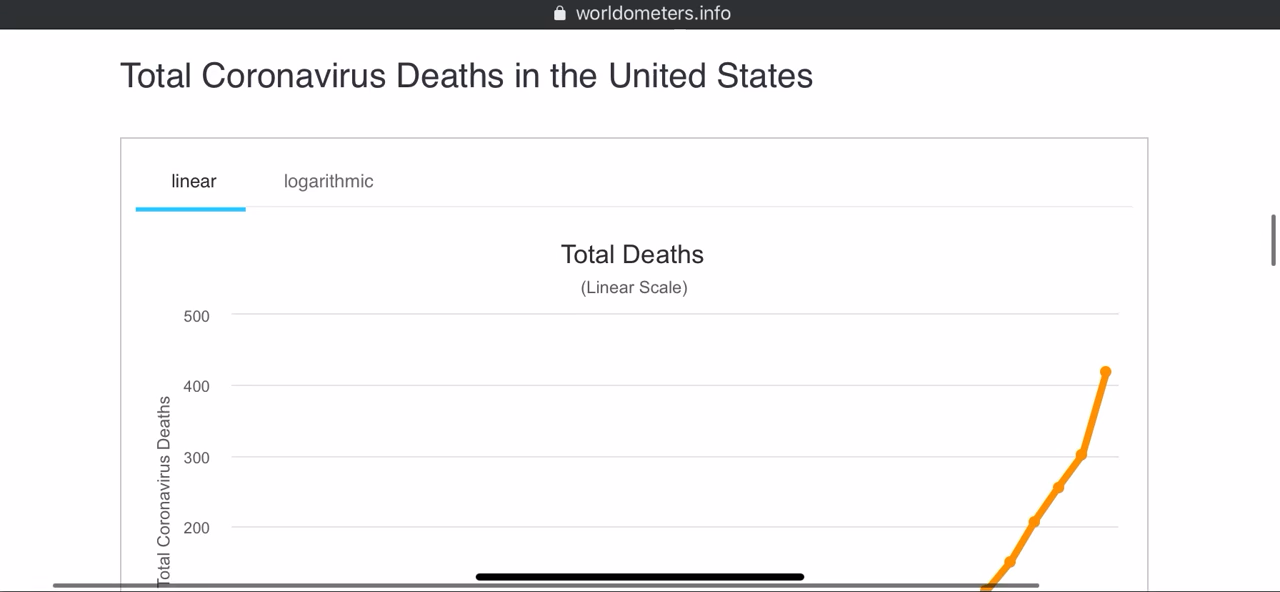 worldometers.info
Total Coronavirus Deaths in the United States
linear logarithmic
Total Deaths
(Linear Scale)
500
400
300
200
Total Coronavirus Deaths